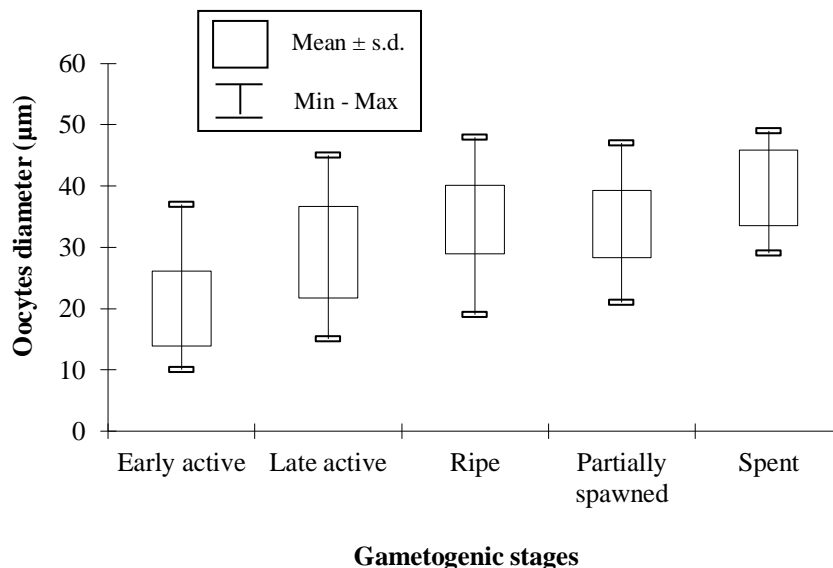 Mean ± s.d.
Min - Max
Oocytes diameter (µm)
60
50
40
30
20
10
0
Early active
Late active
Ripe
Partially
spawned
Spent
Gametogenic stages